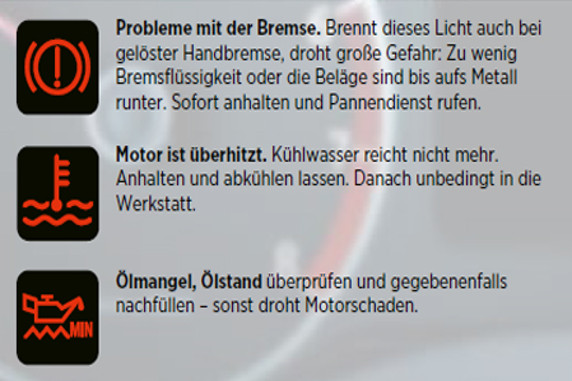 Probleme mit der Bremse. Brennt dieses Licht auch bei
gelöster Handbremse, droht große Gefahr: Zu wenig
Bremsflüssigkeit oder die Beläge sind bis aufs Metall
runter. Sofort anhalten und Pannendienst rufen.
Motor ist überhitzt. Kühlwasser reicht nicht mehr.
Anhalten und abkühlen lassen. Danach unbedingt in die
Werkstatt.
Ölmangel, Ölstand überprüfen und gegebenenfalls
nachfüllen – sonst droht Motorschaden.
MIN